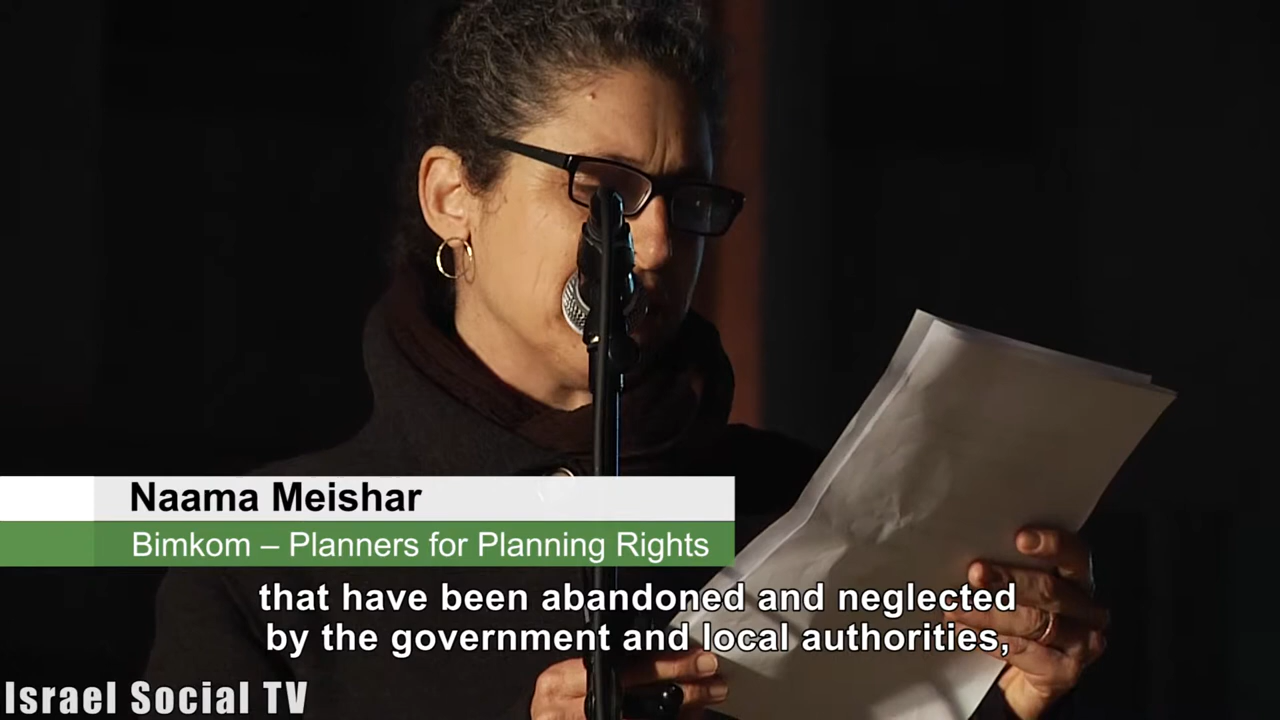 Naama Meishar
Bimkom – Planners for Planning Rights
that have been abandoned and neglected
by the government and local authorities,
Israel Social TV